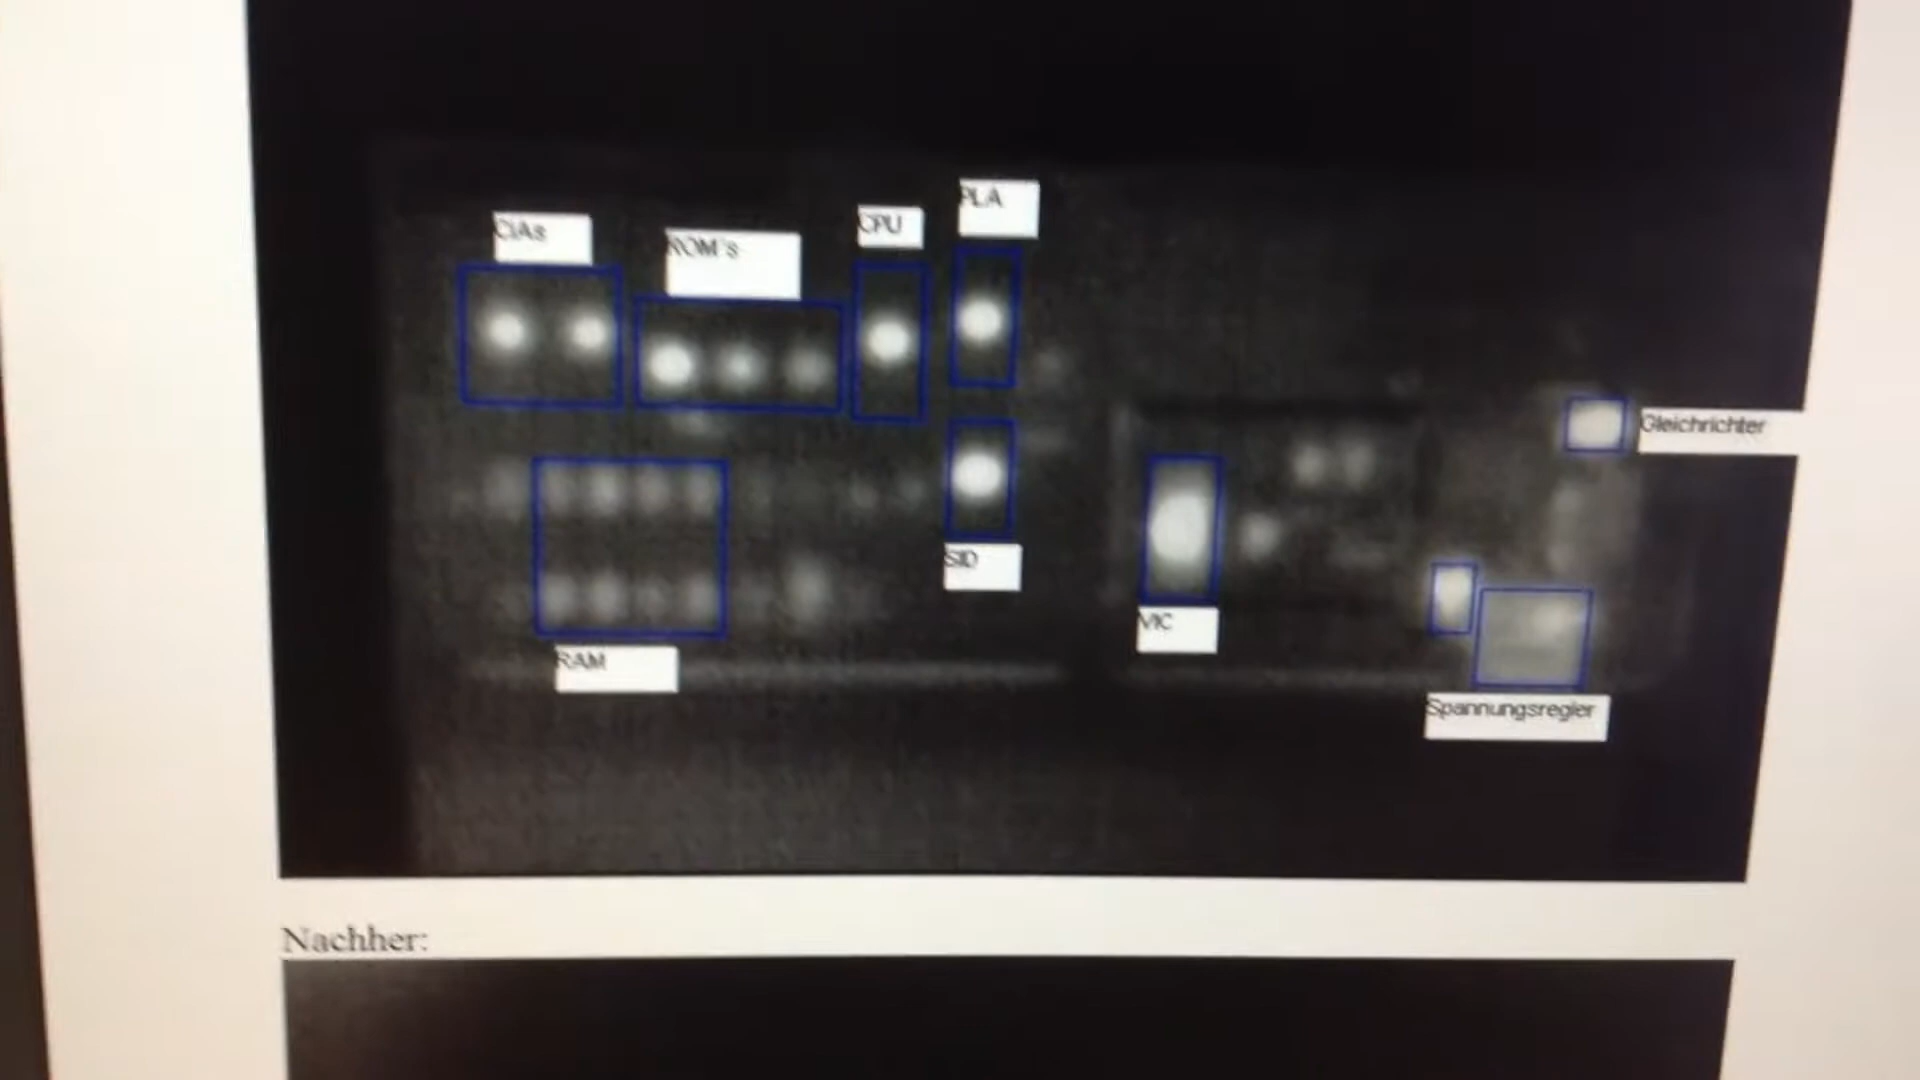 PLA
CPU
CIAs
ROM's
Gleichrichter
SID
VIC
RAM
Spannungsregler
Nachher: